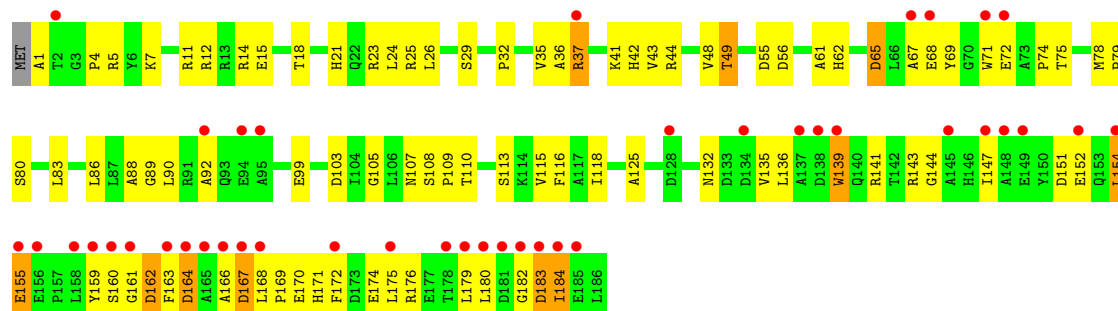 MET A1 T2 G3 P4 R5 Y6 K7 R11 R12 R13 R14 E15 T18 H21 Q22 R23 L24 R25 L26 S29 P32 V35 A36 R37 K41 H42 V43 R44 V48 T49 D55 D56 A61 H62 D65 L66 A67 E68 Y69 G70 W71 E72 A73 P74 T75 M78
S80 L83 L86 L87 A88 G89 L90 R91 A92 Q93 E94 A95 E99 D103 I104 G105 L106 N107 S108 P109 T110 S113 K114 V115 F116 A117 I118 A125 D128 N132 D133 D134 V135 L136 A137 D138 W139 Q140 R141 T142 R143 G144 A145 H146 I147 A148 E149 Y150 D151 E152 Q153
E155 E156 P157 L158 Y159 S160 G161 D162 F163 D164 A165 A166 D167 L168 P169 E170 H171 F172 D173 E174 L175 R176 E177 T178 L179 L180 D181 G182 D183 I184 E185 L186